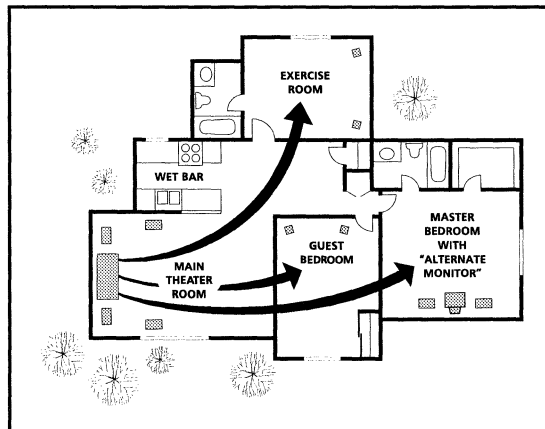 EXERCISE
ROOM
WET BAR
MAIN
THEATER
ROOM
GUEST
BEDROOM
MASTER
BEDROOM
WITH
“ALTERNATE
MONITOR”